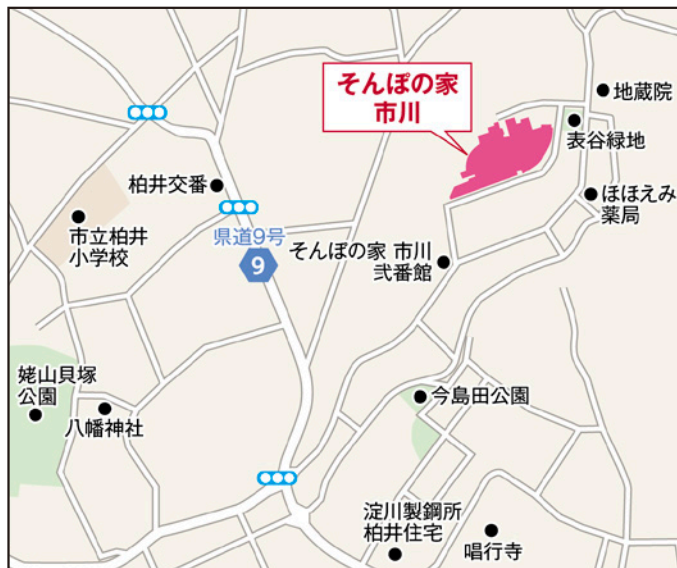 そんぽの家
市川
地蔵院
表谷緑地
柏井交番
ほほえみ
薬局
市立柏井
小学校
県道9号
9
そんぽの家 市川
弐番館
姥山貝塚
公園
八幡神社
今島田公園
淀川製鋼所
柏井住宅
唱行寺